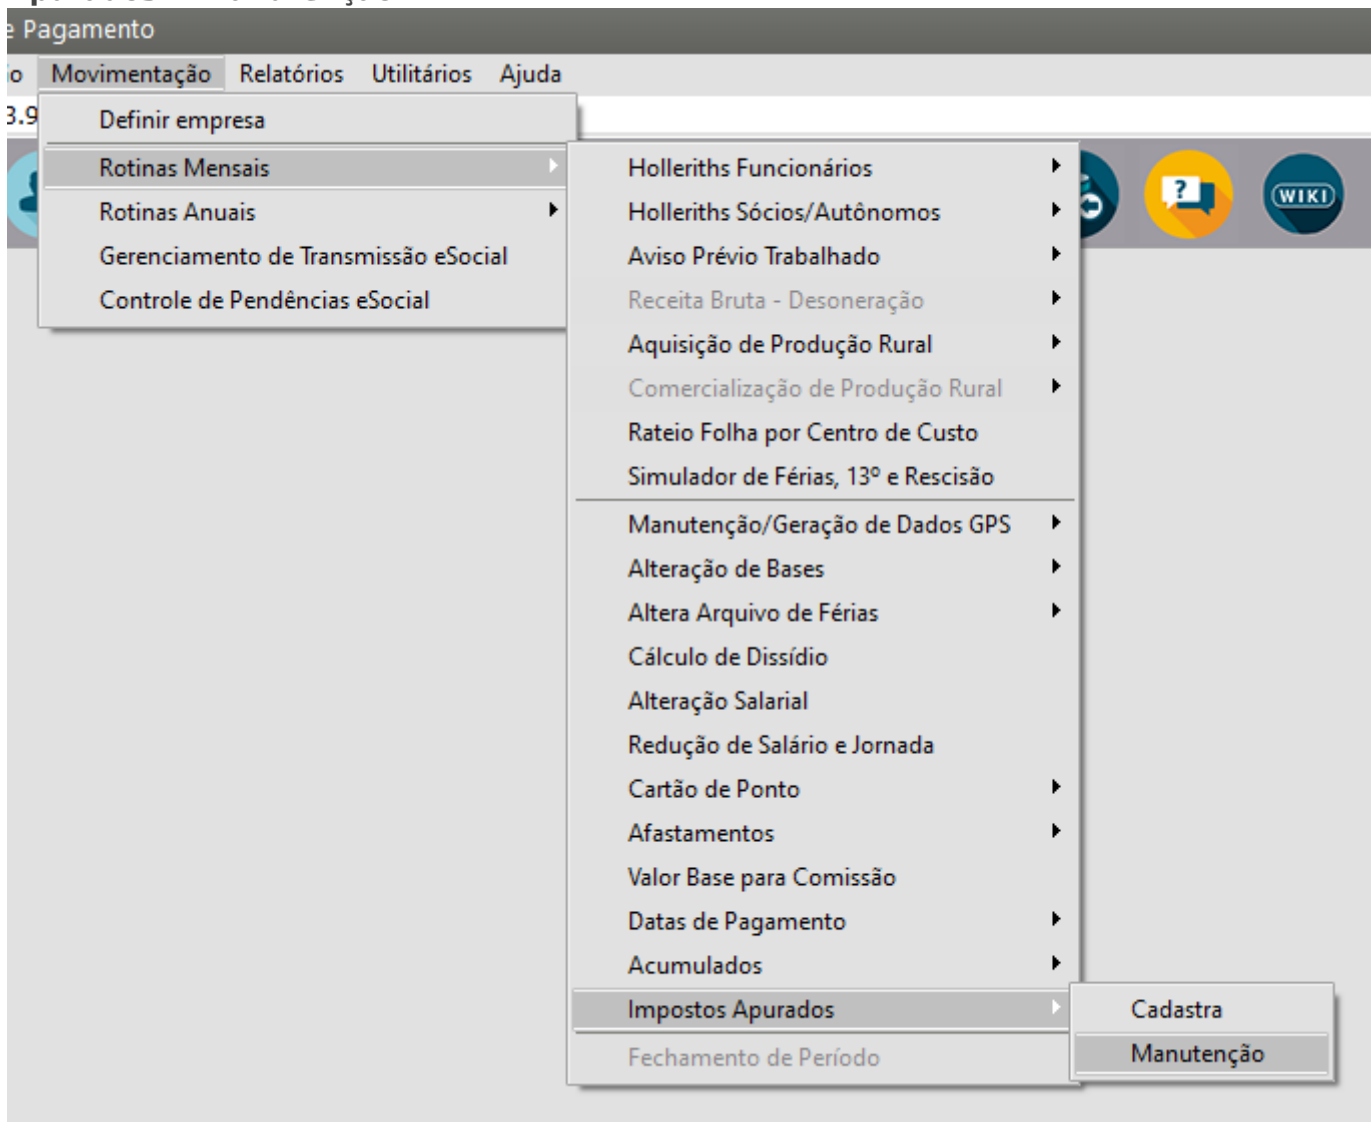 e Pagamento
io Movimentação Relatórios Utilitários Ajuda
3.9
Definir empresa
Rotinas Mensais
Rotinas Anuais
Gerenciamento de Transmissão eSocial
Controle de Pendências eSocial
Holleriths Funcionários
Holleriths Sócios/Autônomos
Aviso Prévio Trabalhado
Receita Bruta - Desoneração
Aquisição de Produção Rural
Comercialização de Produção Rural
Rateio Folha por Centro de Custo
Simulador de Férias, 13º e Rescisão
Manutenção/Geração de Dados GPS
Alteração de Bases
Altera Arquivo de Férias
Cálculo de Dissídio
Alteração Salarial
Redução de Salário e Jornada
Cartão de Ponto
Afastamentos
Valor Base para Comissão
Datas de Pagamento
Acumulados
Impostos Apurados
Fechamento de Período
Cadastra
Manutenção
?
WIKI